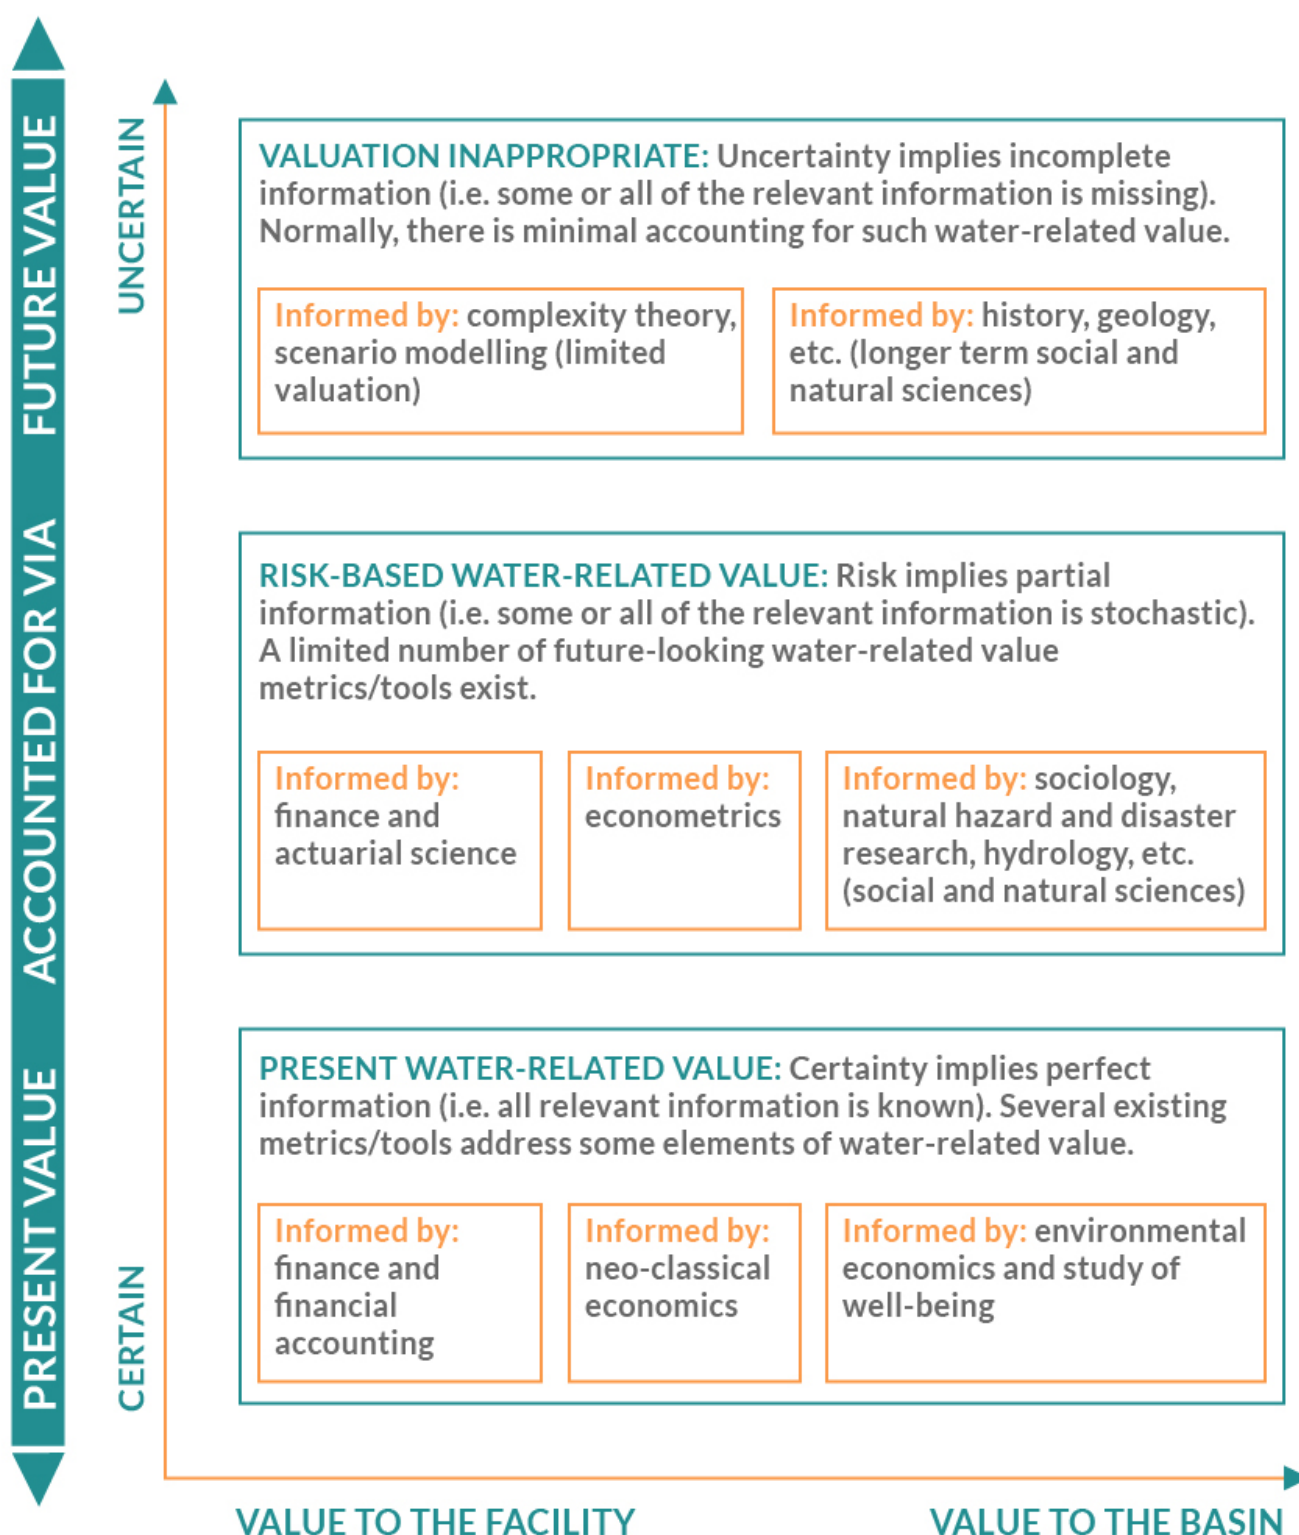 FUTURE VALUE
ACCOUNTED FOR VIA
PRESENT VALUE
UNCERTAIN
CERTAIN
VALUATION INAPPROPRIATE: Uncertainty implies incomplete
information (i.e. some or all of the relevant information is missing).
Normally, there is minimal accounting for such water-related value.
Informed by: complexity theory,
scenario modelling (limited
valuation)
Informed by: history, geology,
etc. (longer term social and
natural sciences)
RISK-BASED WATER-RELATED VALUE: Risk implies partial
information (i.e. some or all of the relevant information is stochastic).
A limited number of future-looking water-related value
metrics/tools exist.
Informed by:
finance and
actuarial science
Informed by:
econometrics
Informed by: sociology,
natural hazard and disaster
research, hydrology, etc.
(social and natural sciences)
PRESENT WATER-RELATED VALUE: Certainty implies perfect
information (i.e. all relevant information is known). Several existing
metrics/tools address some elements of water-related value.
Informed by:
finance and
financial
accounting
Informed by:
neo-classical
economics
Informed by: environmental
economics and study of
well-being
VALUE TO THE FACILITY
VALUE TO THE BASIN